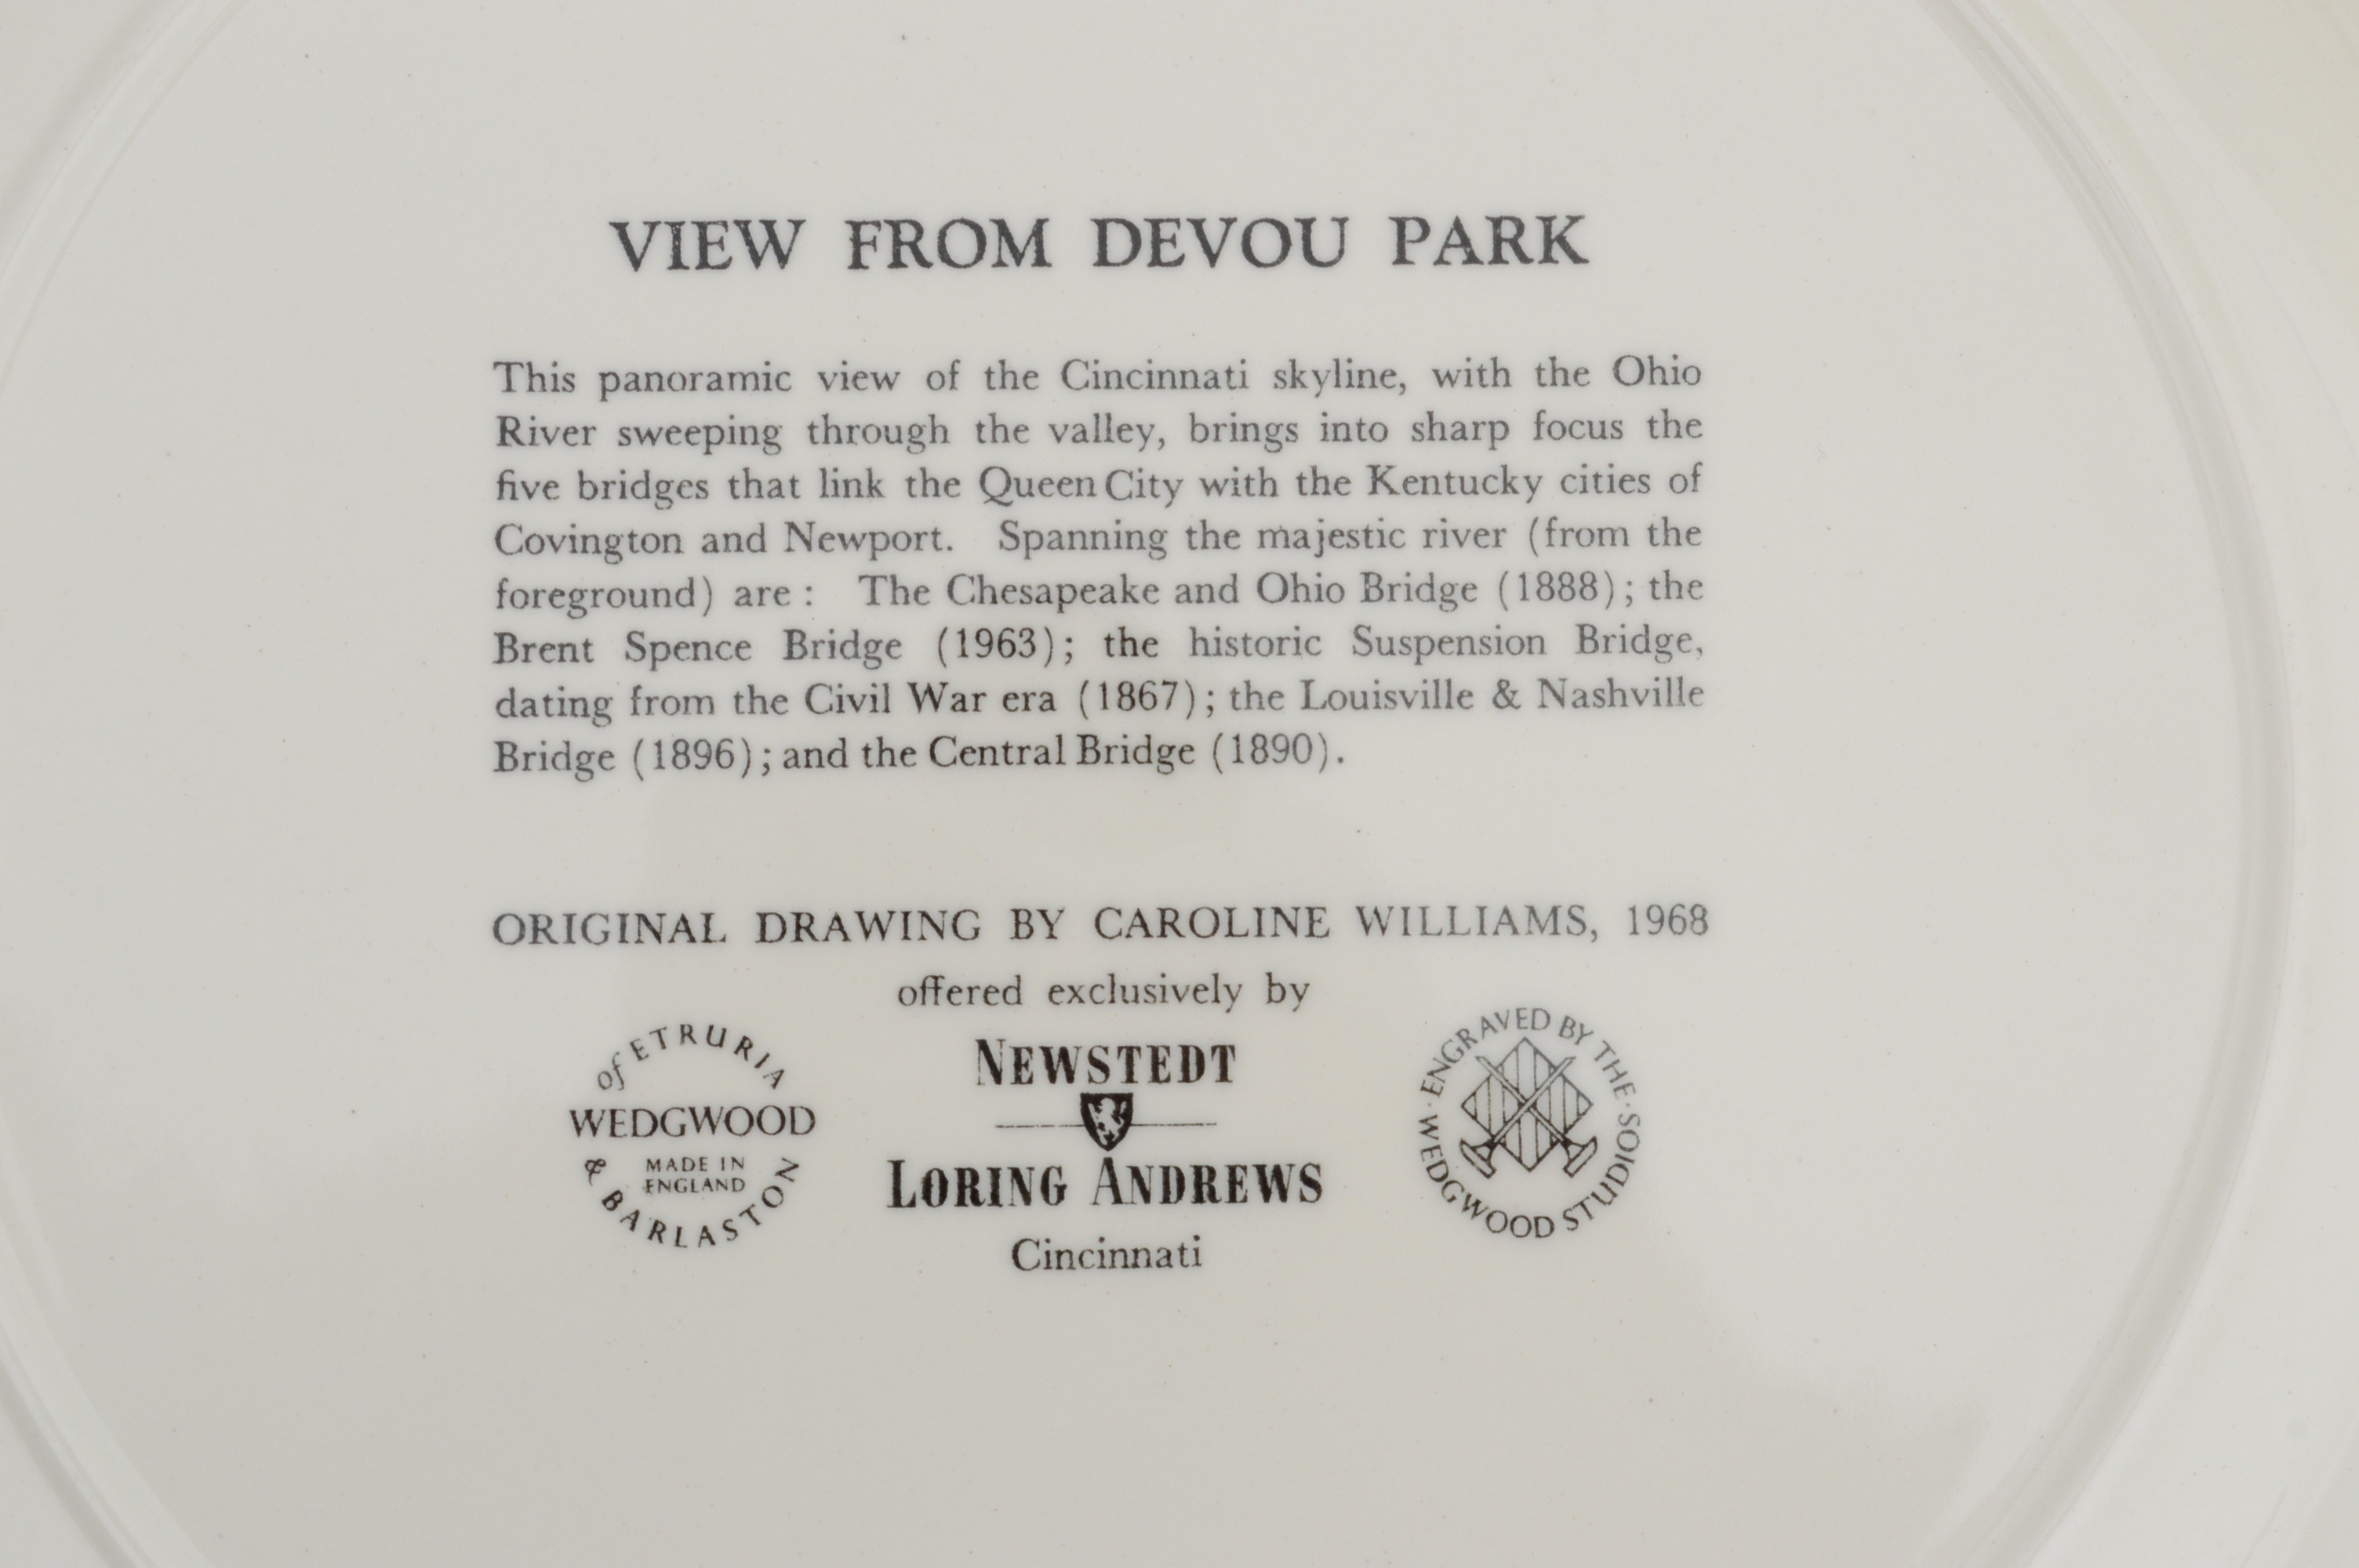 VIEW FROM DEVOU PARK
This panoramic view of the Cincinnati skyline, with the Ohio
River sweeping through the valley, brings into sharp focus the
five bridges that link the Queen City with the Kentucky cities of
Covington and Newport. Spanning the majestic river (from the
foreground) are : The Chesapeake and Ohio Bridge (1888); the
Brent Spence Bridge (1963); the historic Suspension Bridge,
dating from the Civil War era (1867); the Louisville & Nashville
Bridge (1896); and the Central Bridge (1890).
ORIGINAL DRAWING BY CAROLINE WILLIAMS, 1968
offered exclusively by
of ETRURIA
WEDGWOOD
MADE IN
ENGLAND
& BARLASTON
NEWSTEDT
LORING ANDREWS
Cincinnati
ENGRAVED BY THE ·
WEDGWOOD STUDIOS ·